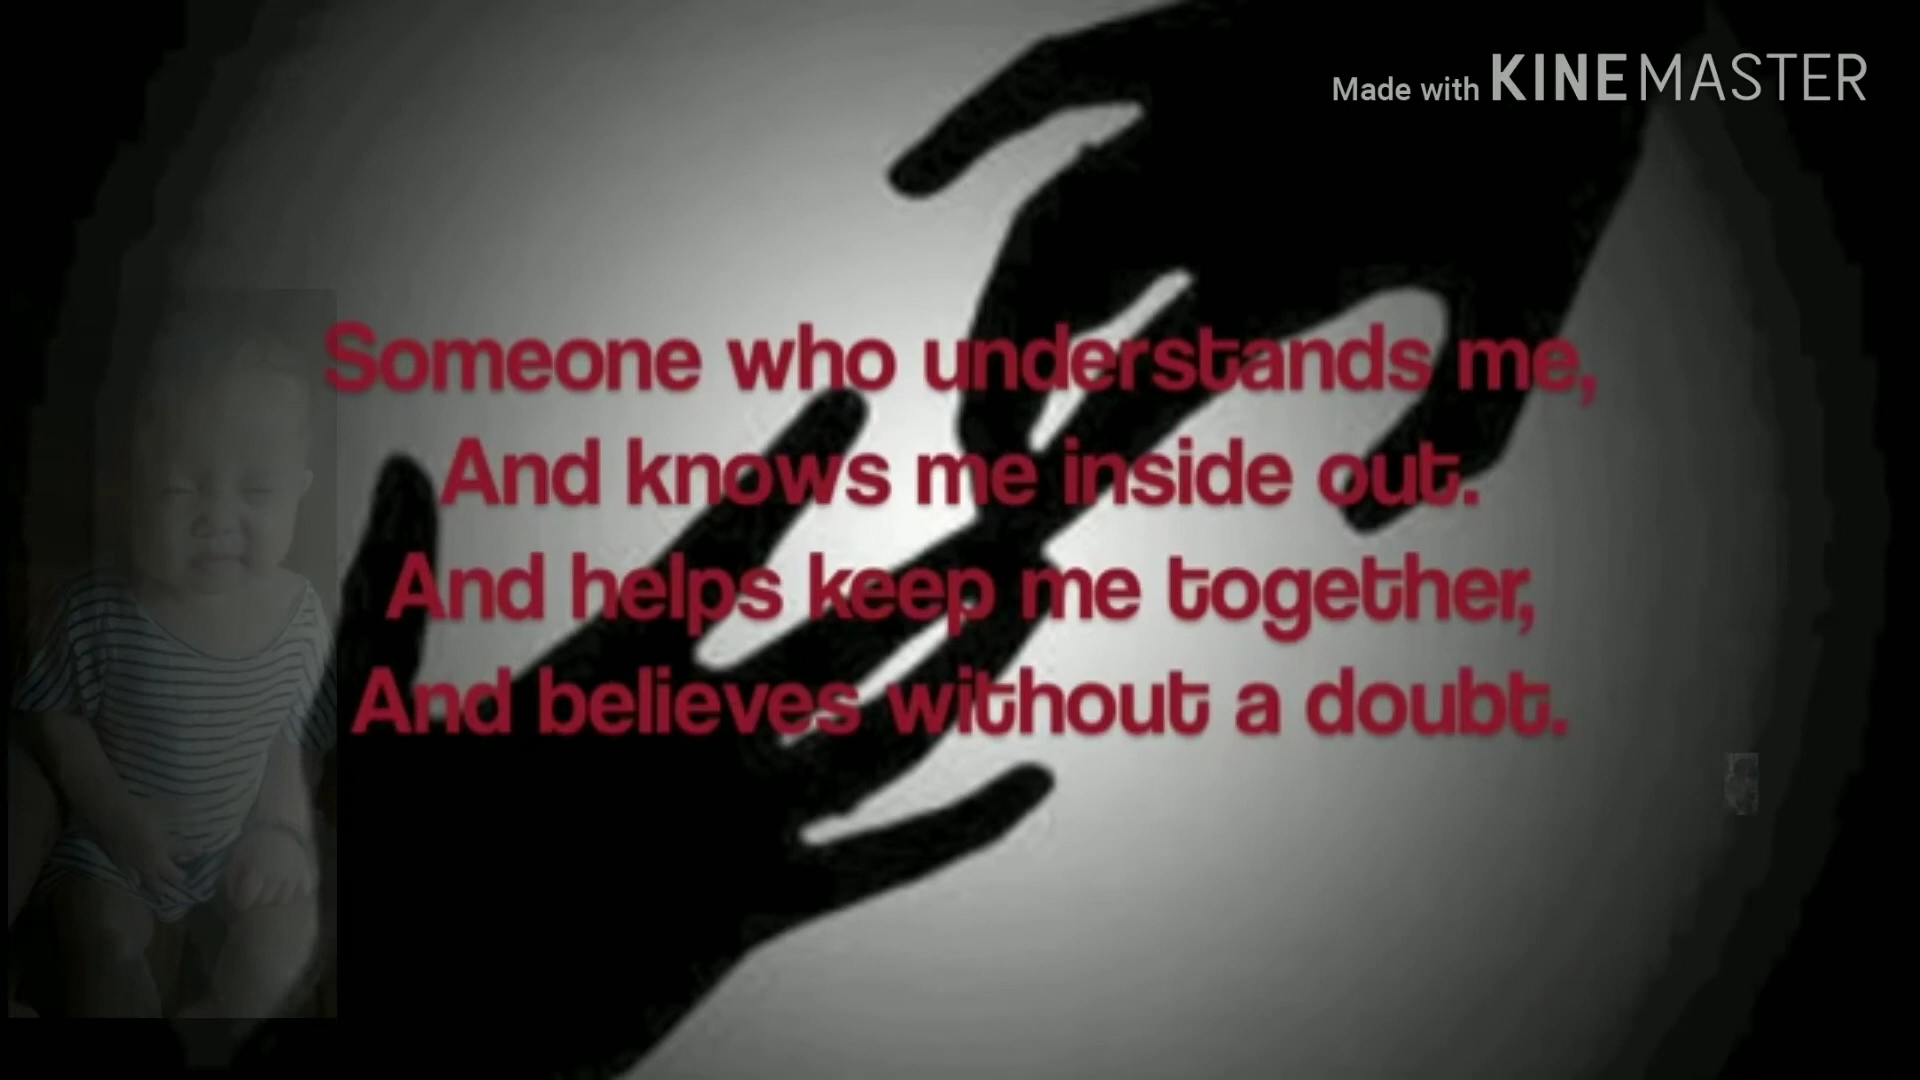 Made with KINEMASTER
Someone who understands me,
And knows me inside out.
And helps keep me together,
And believes without a doubt.